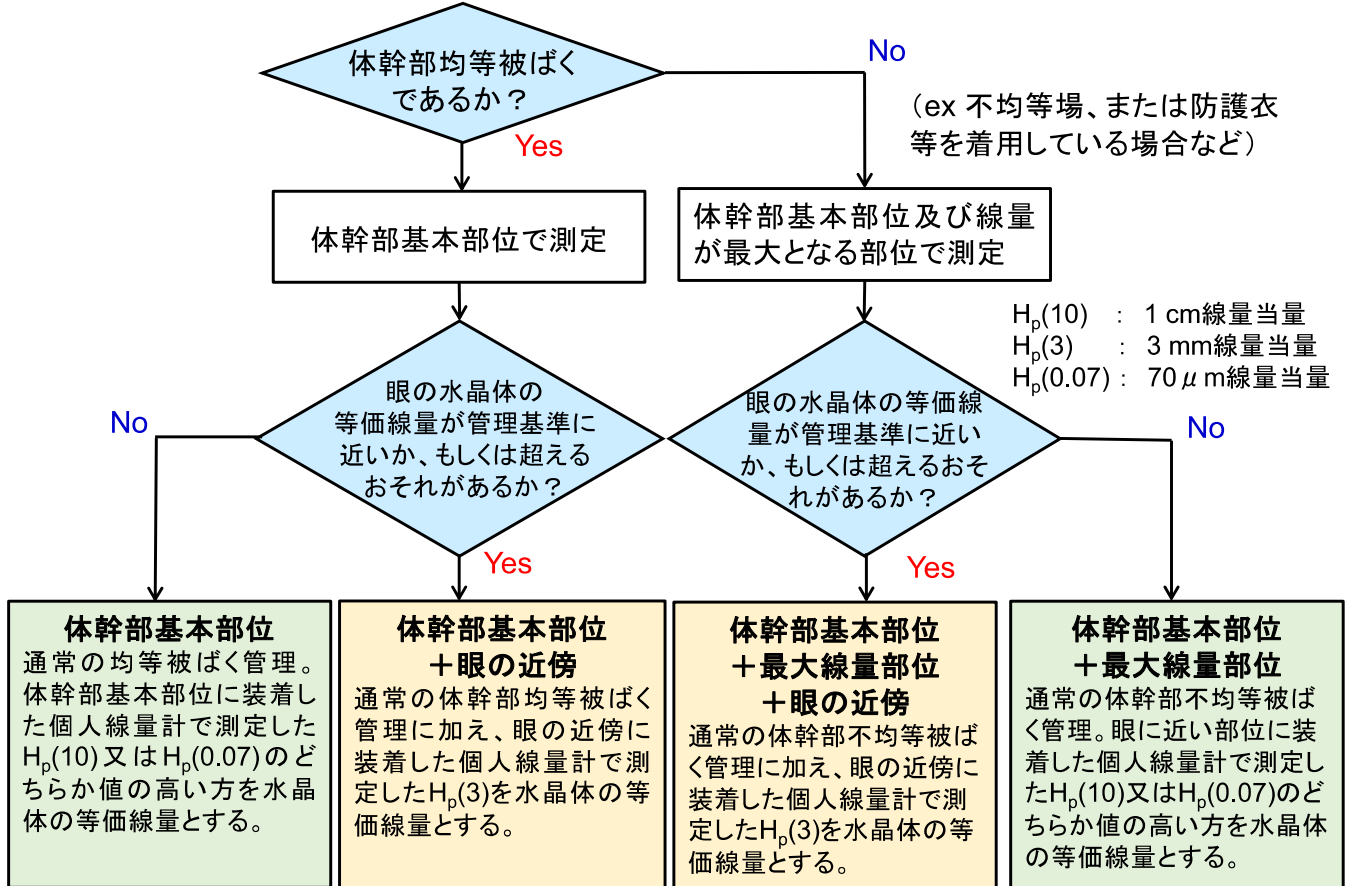 体幹部均等被ばく
であるか？
No
（ex 不均等場、または防護衣
等を着用している場合など）
Yes
体幹部基本部位で測定
体幹部基本部位及び線量
が最大となる部位で測定
Hp(10) ： 1 cm線量当量
Hp(3) ： 3 mm線量当量
Hp(0.07)： 70μm線量当量
眼の水晶体の
等価線量が管理基準に
近いか、もしくは超える
おそれがあるか？
No
Yes
眼の水晶体の等価線
量が管理基準に近い
か、もしくは超えるおそ
れがあるか？
No
Yes
体幹部基本部位
通常の均等被ばく管理。
体幹部基本部位に装着し
た個人線量計で測定した
Hp(10)又はHp(0.07)のど
ちらか値の高い方を水晶
体の等価線量とする。
体幹部基本部位
＋眼の近傍
通常の体幹部均等被ばく
管理に加え、眼の近傍に
装着した個人線量計で測
定したHp(3)を水晶体の等
価線量とする。
体幹部基本部位
＋最大線量部位
＋眼の近傍
通常の体幹部不均等被ば
く管理に加え、眼の近傍に
装着した個人線量計で測
定したHp(3)を水晶体の等
価線量とする。
体幹部基本部位
＋最大線量部位
通常の体幹部不均等被ば
く管理。眼に近い部位に装
着した個人線量計で測定し
たHp(10)又はHp(0.07)のど
ちらか値の高い方を水晶体
の等価線量とする。